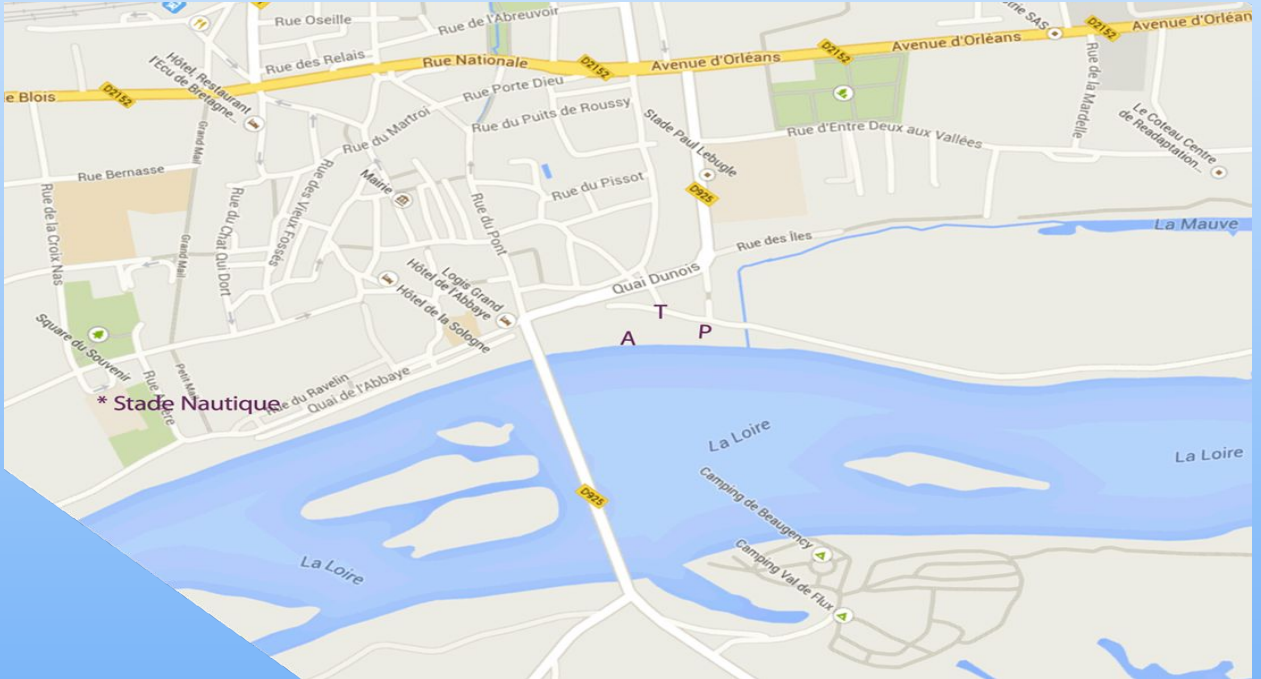 Rue Oseille
Rue de l'Abreuvoir
rie SAS
D2152
Avenue d'Orléan
Hôtel, Restaurant
l'Ecu de Bretagne...
Rue des Relais
Rue Nationale
D2152
Avenue d'Orléans
D2152
Avenue d'Orléans
e Blois
D2152
Rue Porte Dieu
Rue du Puits de Roussy
Rue du Martroi
Grand Mail
Stade Paul Lebugle
Rue d'Entre Deux aux Vallées
Rue de la Mardelle
Le Coteau Centre
de Readaptation...
Rue Bernasse
Mairie
Rue du Pissot
D925
Rue de la Croix Nas
Rue du Chat Qui Dort
Rue des Vieux Fossés
Rue du Pont
La Mauve
Grand Mail
Rue des Îles
Quai Dunois
Logis Grand
Hôtel de l'Abbaye
Hôtel de la Sologne
T
A
P
Square du Souvenir
Petit Ma
Rue
ère
* Stade Nautique
e du Ravelin
Quai de l'Abbaye
La Loire
La Loire
D925
Camping de Beaugency
Camping Val de Flux
La Loire